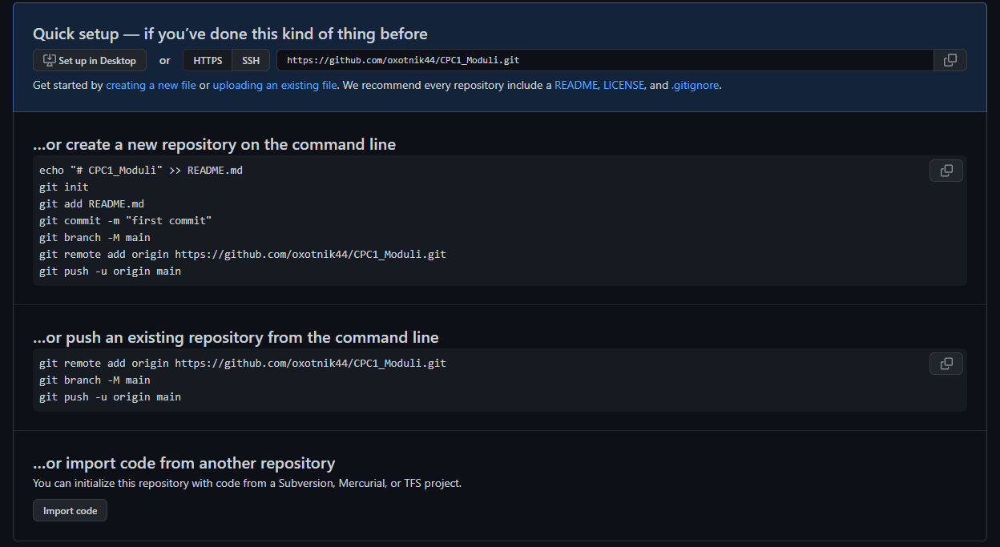 Quick setup — if you’ve done this kind of thing before
Set up in Desktop or HTTPS SSH https://github.com/oxotnik44/CPC1_Moduli.git
Get started by creating a new file or uploading an existing file. We recommend every repository include a README, LICENSE, and .gitignore.
…or create a new repository on the command line
echo "# CPC1_Moduli" >> README.md
git init
git add README.md
git commit -m "first commit"
git branch -M main
git remote add origin https://github.com/oxotnik44/CPC1_Moduli.git
git push -u origin main
…or push an existing repository from the command line
git remote add origin https://github.com/oxotnik44/CPC1_Moduli.git
git branch -M main
git push -u origin main
…or import code from another repository
You can initialize this repository with code from a Subversion, Mercurial, or TFS project.
Import code